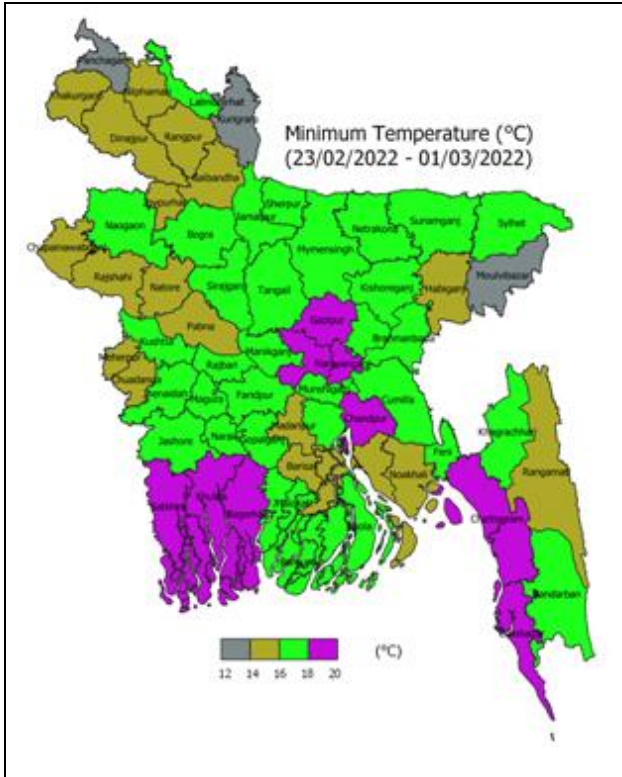 Panchagarh
Thakurgaon
Nilphamari
Lalmonirhat
Kurigram
Minimum Temperature (°C)
(23/02/2022 - 01/03/2022)
Dinajpur
Rangpur
Gaibandha
Joypurhat
Sherpur
Jamalpur
Naogaon
Bogra
Netrakona
Sunamganj
Sylhet
Mymensingh
Chapainawabganj
Rajshahi
Natore
Sirajganj
Tangail
Kishoreganj
Habiganj
Moulvibazar
Pabna
Gazipur
Kushtia
Manikganj
Narsingdi
Brahmanbaria
Meherpur
Chuadanga
Rajbari
Jhenaidah
Magura
Faridpur
Munshiganj
Cumilla
Chandpur
Khagrachhari
Jashore
Narail
Gopalganj
Madaripur
Feni
Rangamati
Barisal
Noakhali
Satkhira
Khulna
Bagerhat
Bhola
Chattogram
Bandarban
(°C)
12 14 16 18 20